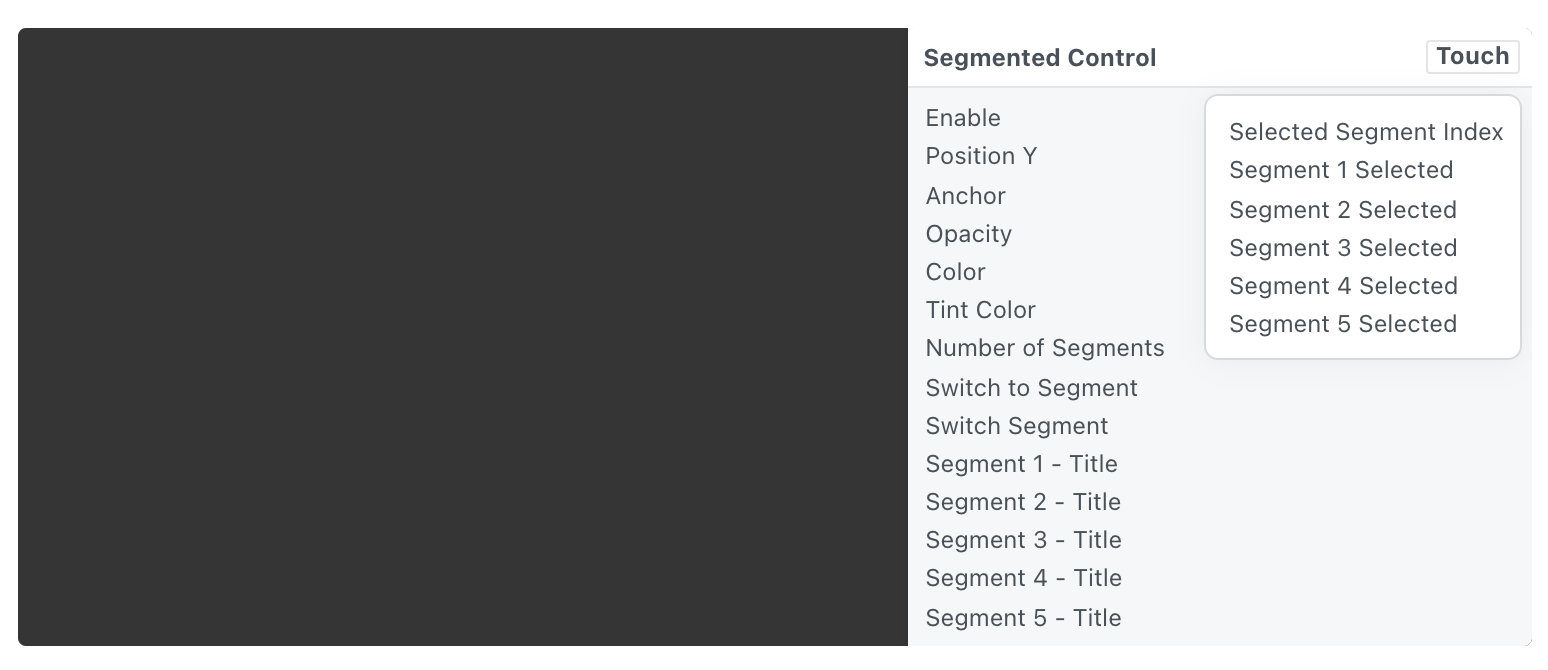 Segmented Control
Touch
Enable
Position Y
Anchor
Opacity
Color
Tint Color
Number of Segments
Switch to Segment
Switch Segment
Segment 1 - Title
Segment 2 - Title
Segment 3 - Title
Segment 4 - Title
Segment 5 - Title
Selected Segment Index
Segment 1 Selected
Segment 2 Selected
Segment 3 Selected
Segment 4 Selected
Segment 5 Selected